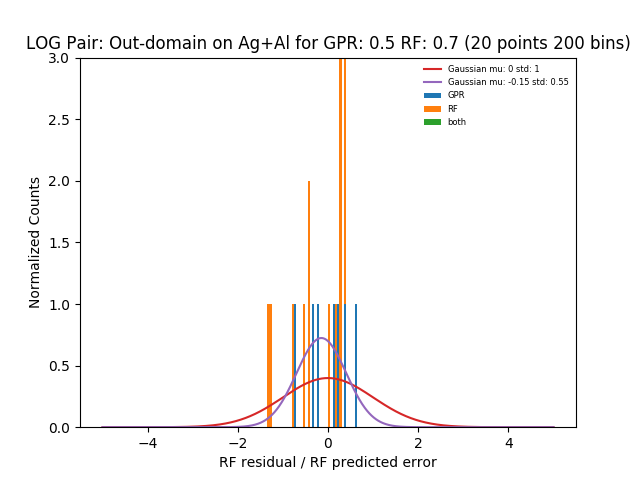 LOG Pair: Out-domain on Ag+Al for GPR: 0.5 RF: 0.7 (20 points 200 bins)
Gaussian mu: 0 std: 1
Gaussian mu: -0.15 std: 0.55
GPR
RF
both
Normalized Counts
3.0
2.5
2.0
1.5
1.0
0.5
0.0
−4 −2 0 2 4
RF residual / RF predicted error